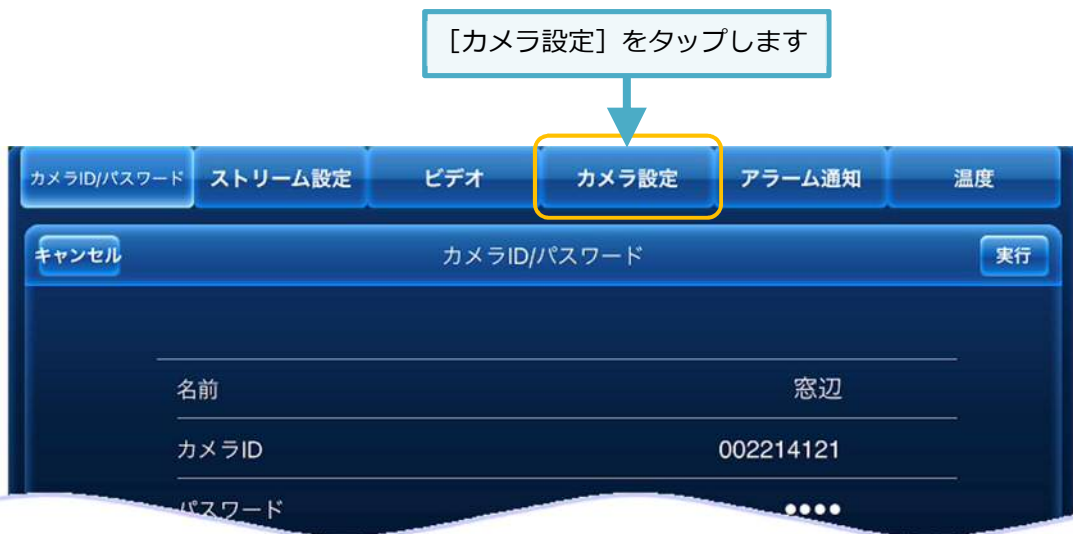 ［カメラ設定］をタップします
カメラID/パスワード ストリーム設定 ビデオ カメラ設定 アラーム通知 温度
キャンセル カメラID/パスワード 実行
名前 窓辺
カメラID 002214121
パスワード ••••